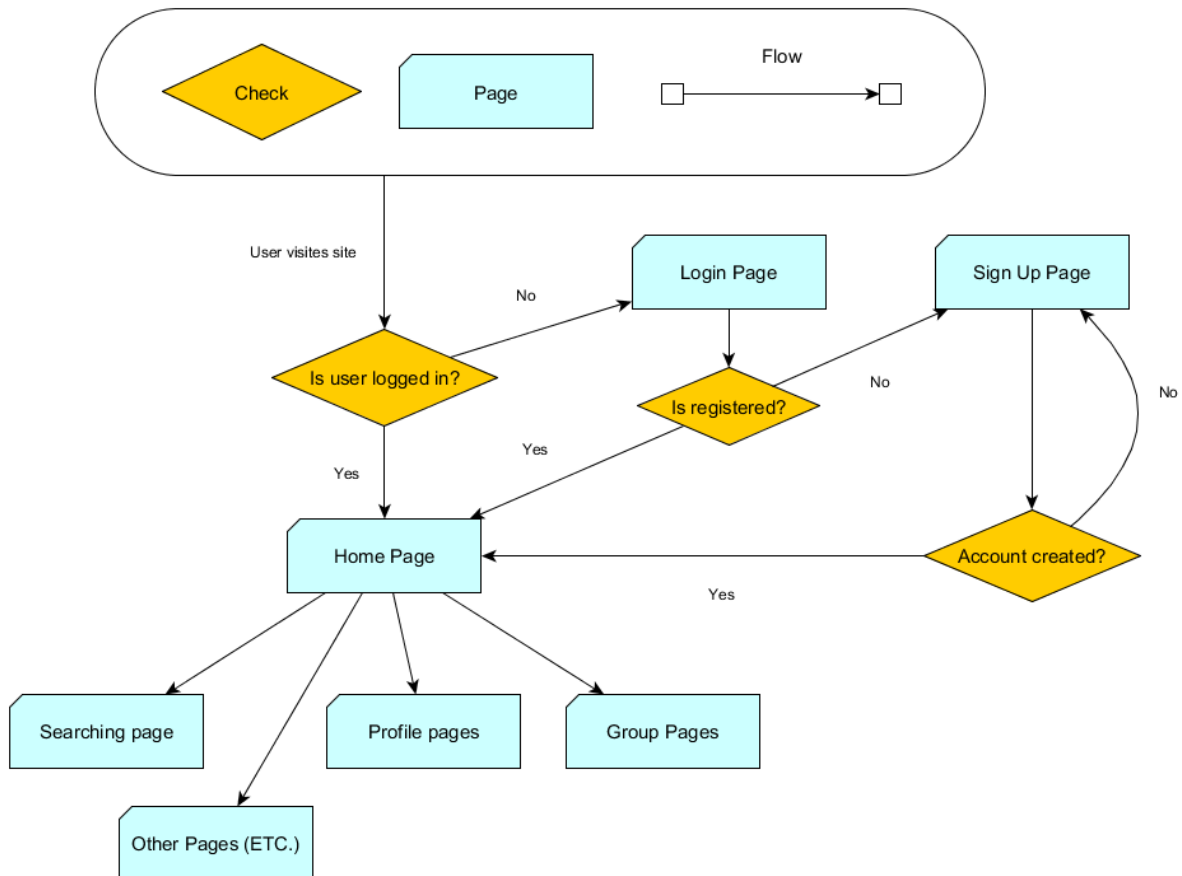 Flow
Check
Page
User visites site
Login Page
Sign Up Page
No
Is user logged in?
Is registered?
No
No
Yes
Yes
Home Page
Account created?
Yes
Searching page
Profile pages
Group Pages
Other Pages (ETC.)